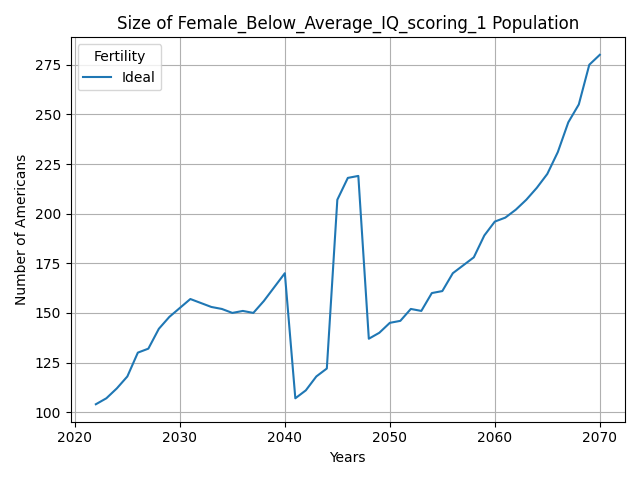 Size of Female_Below_Average_IQ_scoring_1 Population
Fertility
Ideal
275
250
225
200
175
150
125
100
Number of Americans
2020 2030 2040 2050 2060 2070
Years